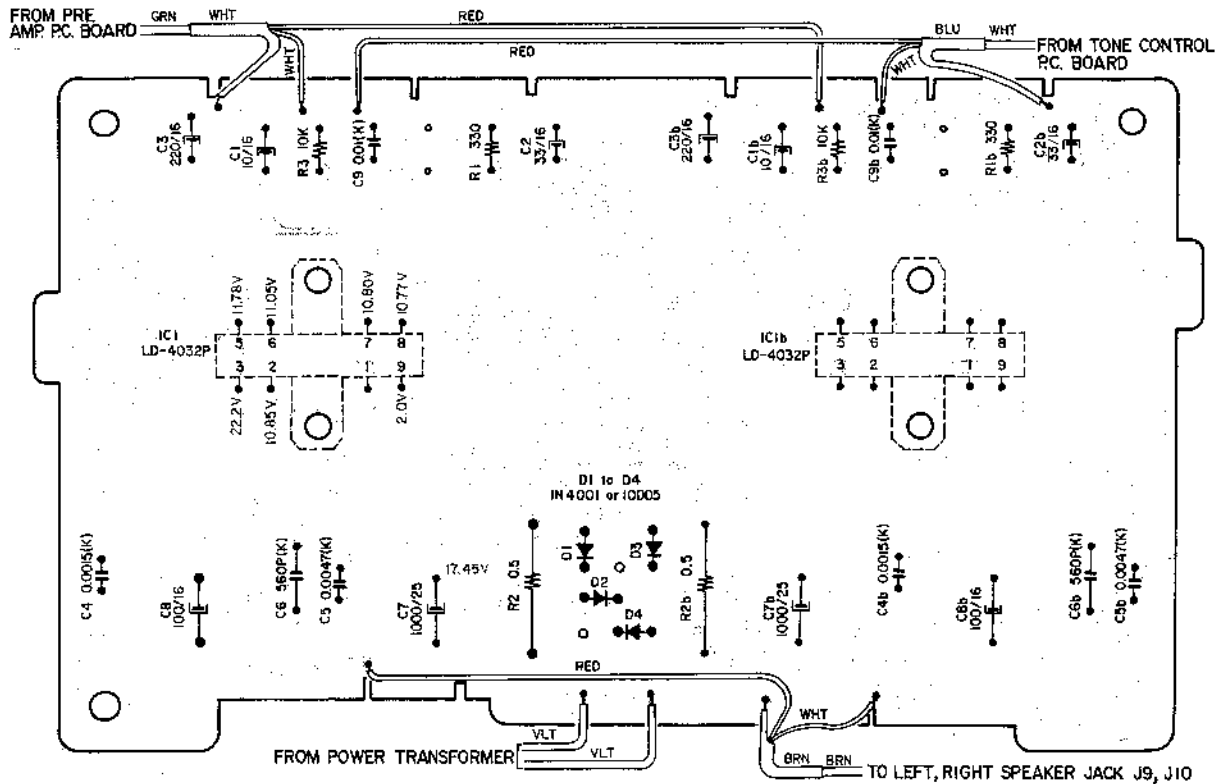 FROM PRE
AMP. P.C. BOARD
GRN
WHT
RED
RED
WHT
BLU
WHT
WHT
FROM TONE CONTROL
P.C. BOARD
C3
220/16
C1
10/16
R3 10K
C9 0.01(K)
R1 330
C2
33/16
C3b
220/16
C1b
10/16
R3b 10K
C9b 0.01(K)
R1b 330
C2b
33/16
11.78V
11.05V
10.80V
10.77V
IC1
LD-4032P
5 6 7 8
3 2 1 9
22.2V
10.85V
2.0V
IC1b
LD-4032P
5 6 7 8
3 2 1 9
D1 to D4
IN4001 or 10D05
C4 0.0015(K)
C8
100/16
C6 560P(K)
C5 0.0047(K)
C7
1000/25
17.45V
R2 0.5
D1
D3
D2
D4
R2b 0.5
C7b
1000/25
C4b 0.0015(K)
C8b
100/16
C6b 560P(K)
C5b 0.0047(K)
RED
WHT
VLT
FROM POWER TRANSFORMER
VLT
BRN
BRN
TO LEFT, RIGHT SPEAKER JACK J9, J10